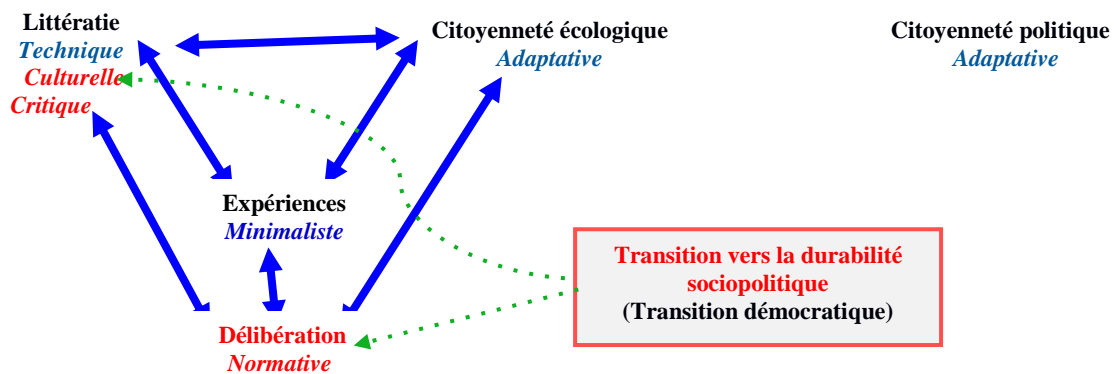 Littératie
Technique
Culturelle
Critique
Citoyenneté écologique
Adaptative
Citoyenneté politique
Adaptative
Expériences
Minimaliste
Transition vers la durabilité
sociopolitique
(Transition démocratique)
Délibération
Normative